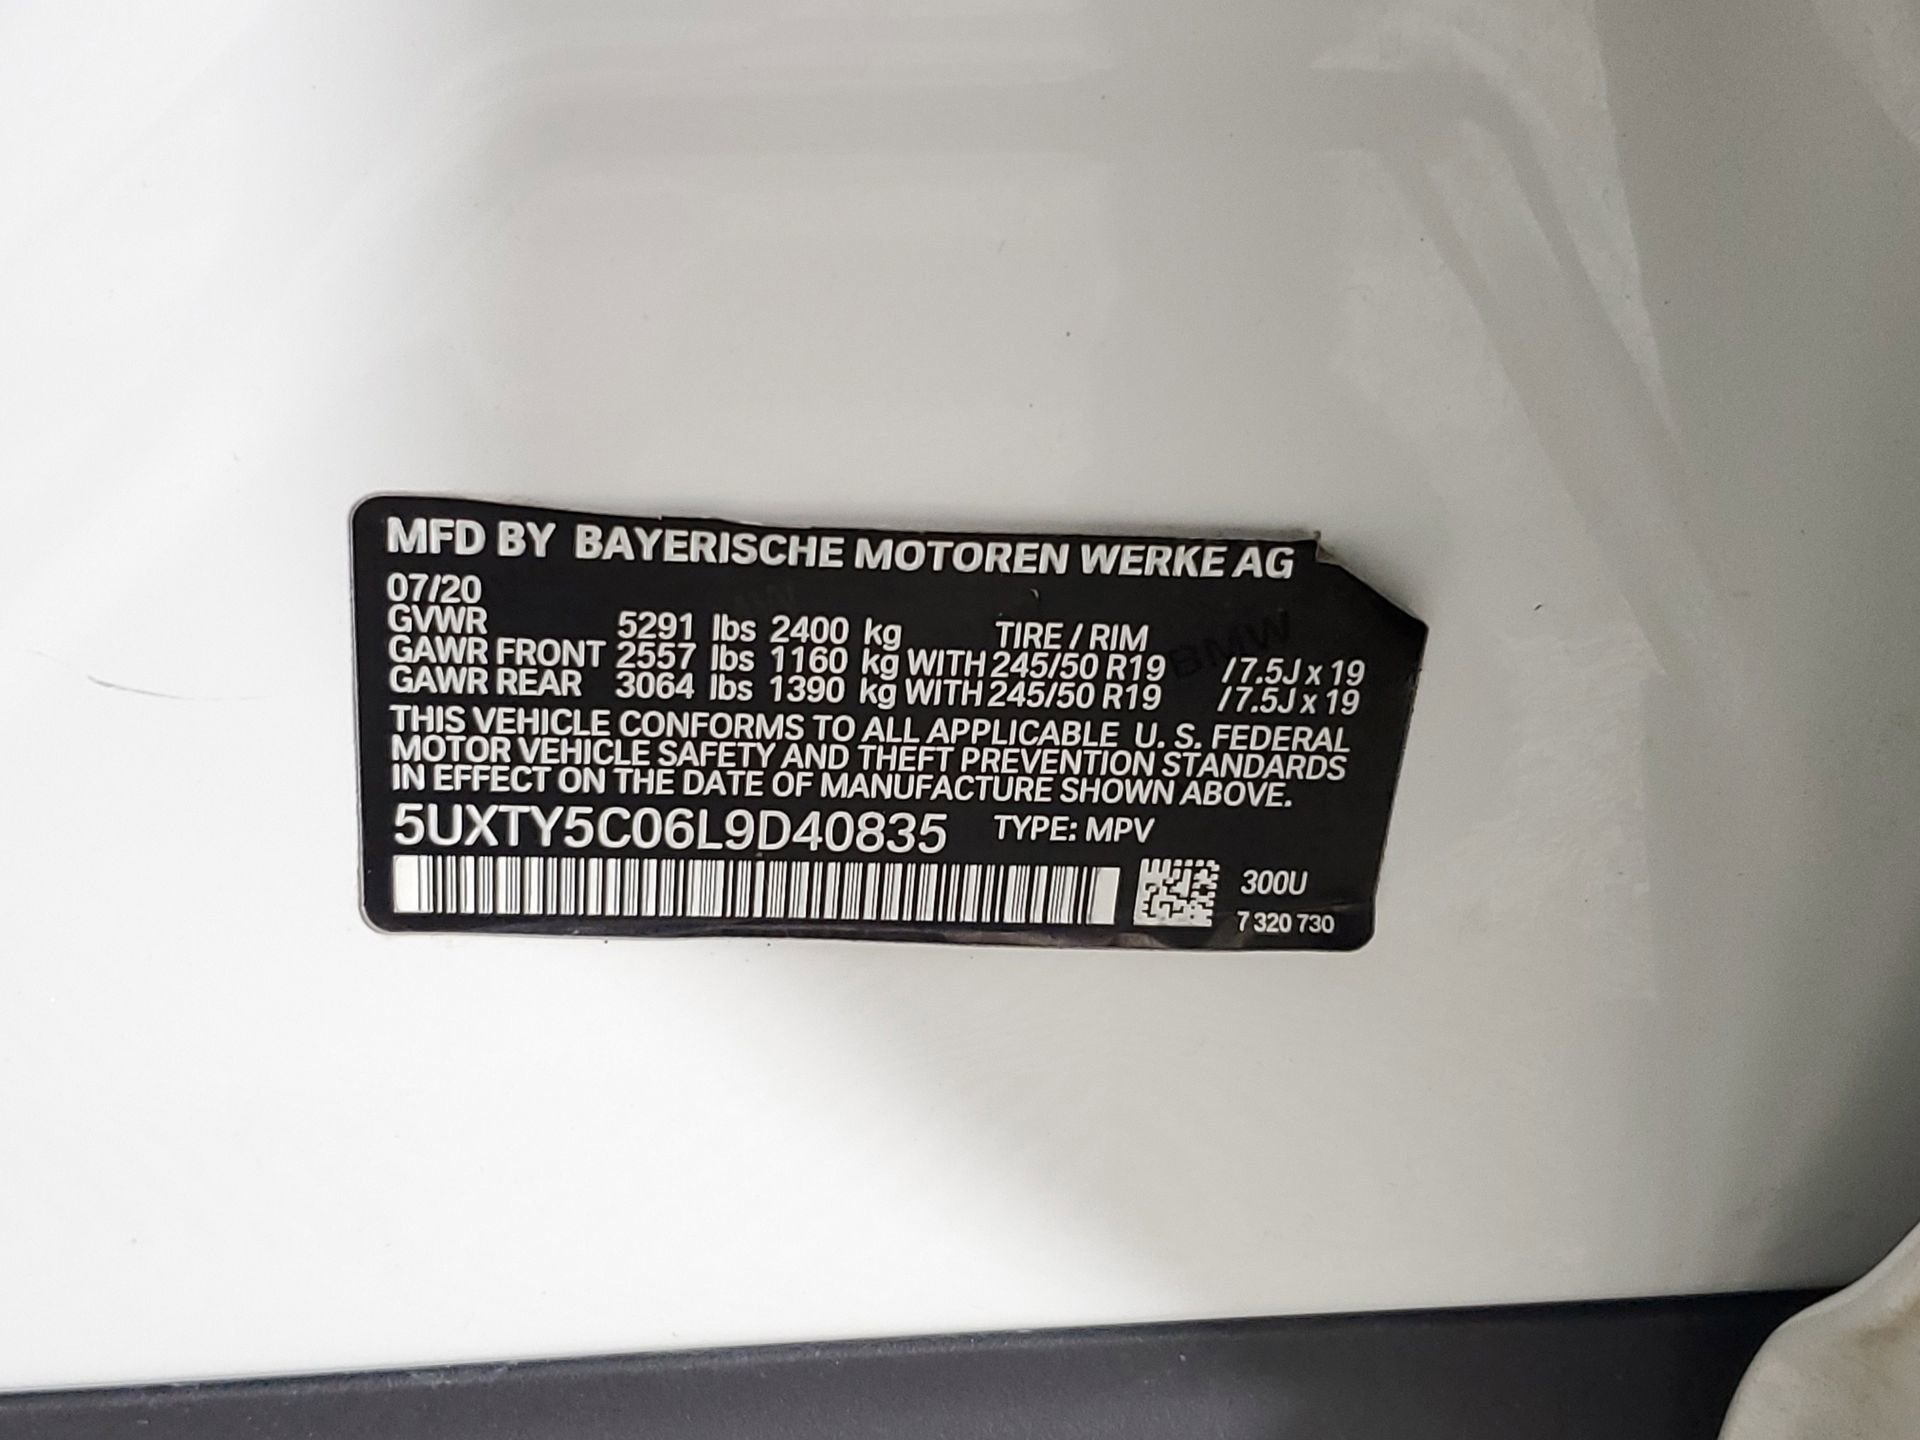 MFD BY BAYERISCHE MOTOREN WERKE AG
07/20
GVWR 5291 lbs 2400 kg TIRE / RIM
GAWR FRONT 2557 lbs 1160 kg WITH 245/50 R19 /7.5J x 19
GAWR REAR 3064 lbs 1390 kg WITH 245/50 R19 /7.5J x 19
THIS VEHICLE CONFORMS TO ALL APPLICABLE U. S. FEDERAL
MOTOR VEHICLE SAFETY AND THEFT PREVENTION STANDARDS
IN EFFECT ON THE DATE OF MANUFACTURE SHOWN ABOVE.
5UXTY5C06L9D40835 TYPE: MPV
300U
7 320 730
BMW